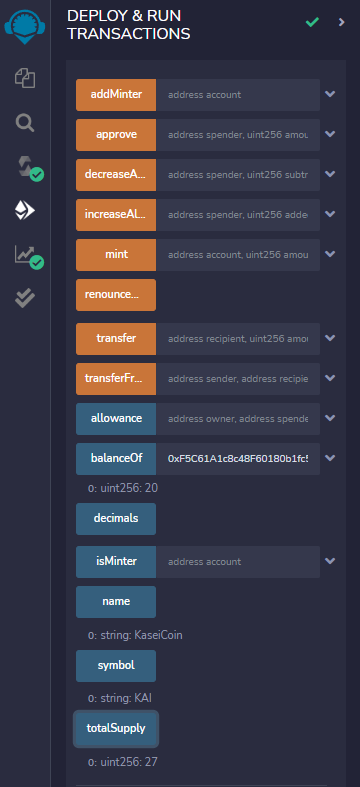 DEPLOY & RUN
TRANSACTIONS
addMinter address account
approve address spender, uint256 amou
decreaseA... address spender, uint256 subtr
increaseAl... address spender, uint256 adde
mint address account, uint256 amou
renounce...
transfer address recipient, uint256 amou
transferFr... address sender, address recipie
allowance address owner, address spende
balanceOf 0xF5C61A1c8c48F60180b1fc5
0: uint256: 20
decimals
isMinter address account
name
0: string: KaseiCoin
symbol
0: string: KAI
totalSupply
0: uint256: 27